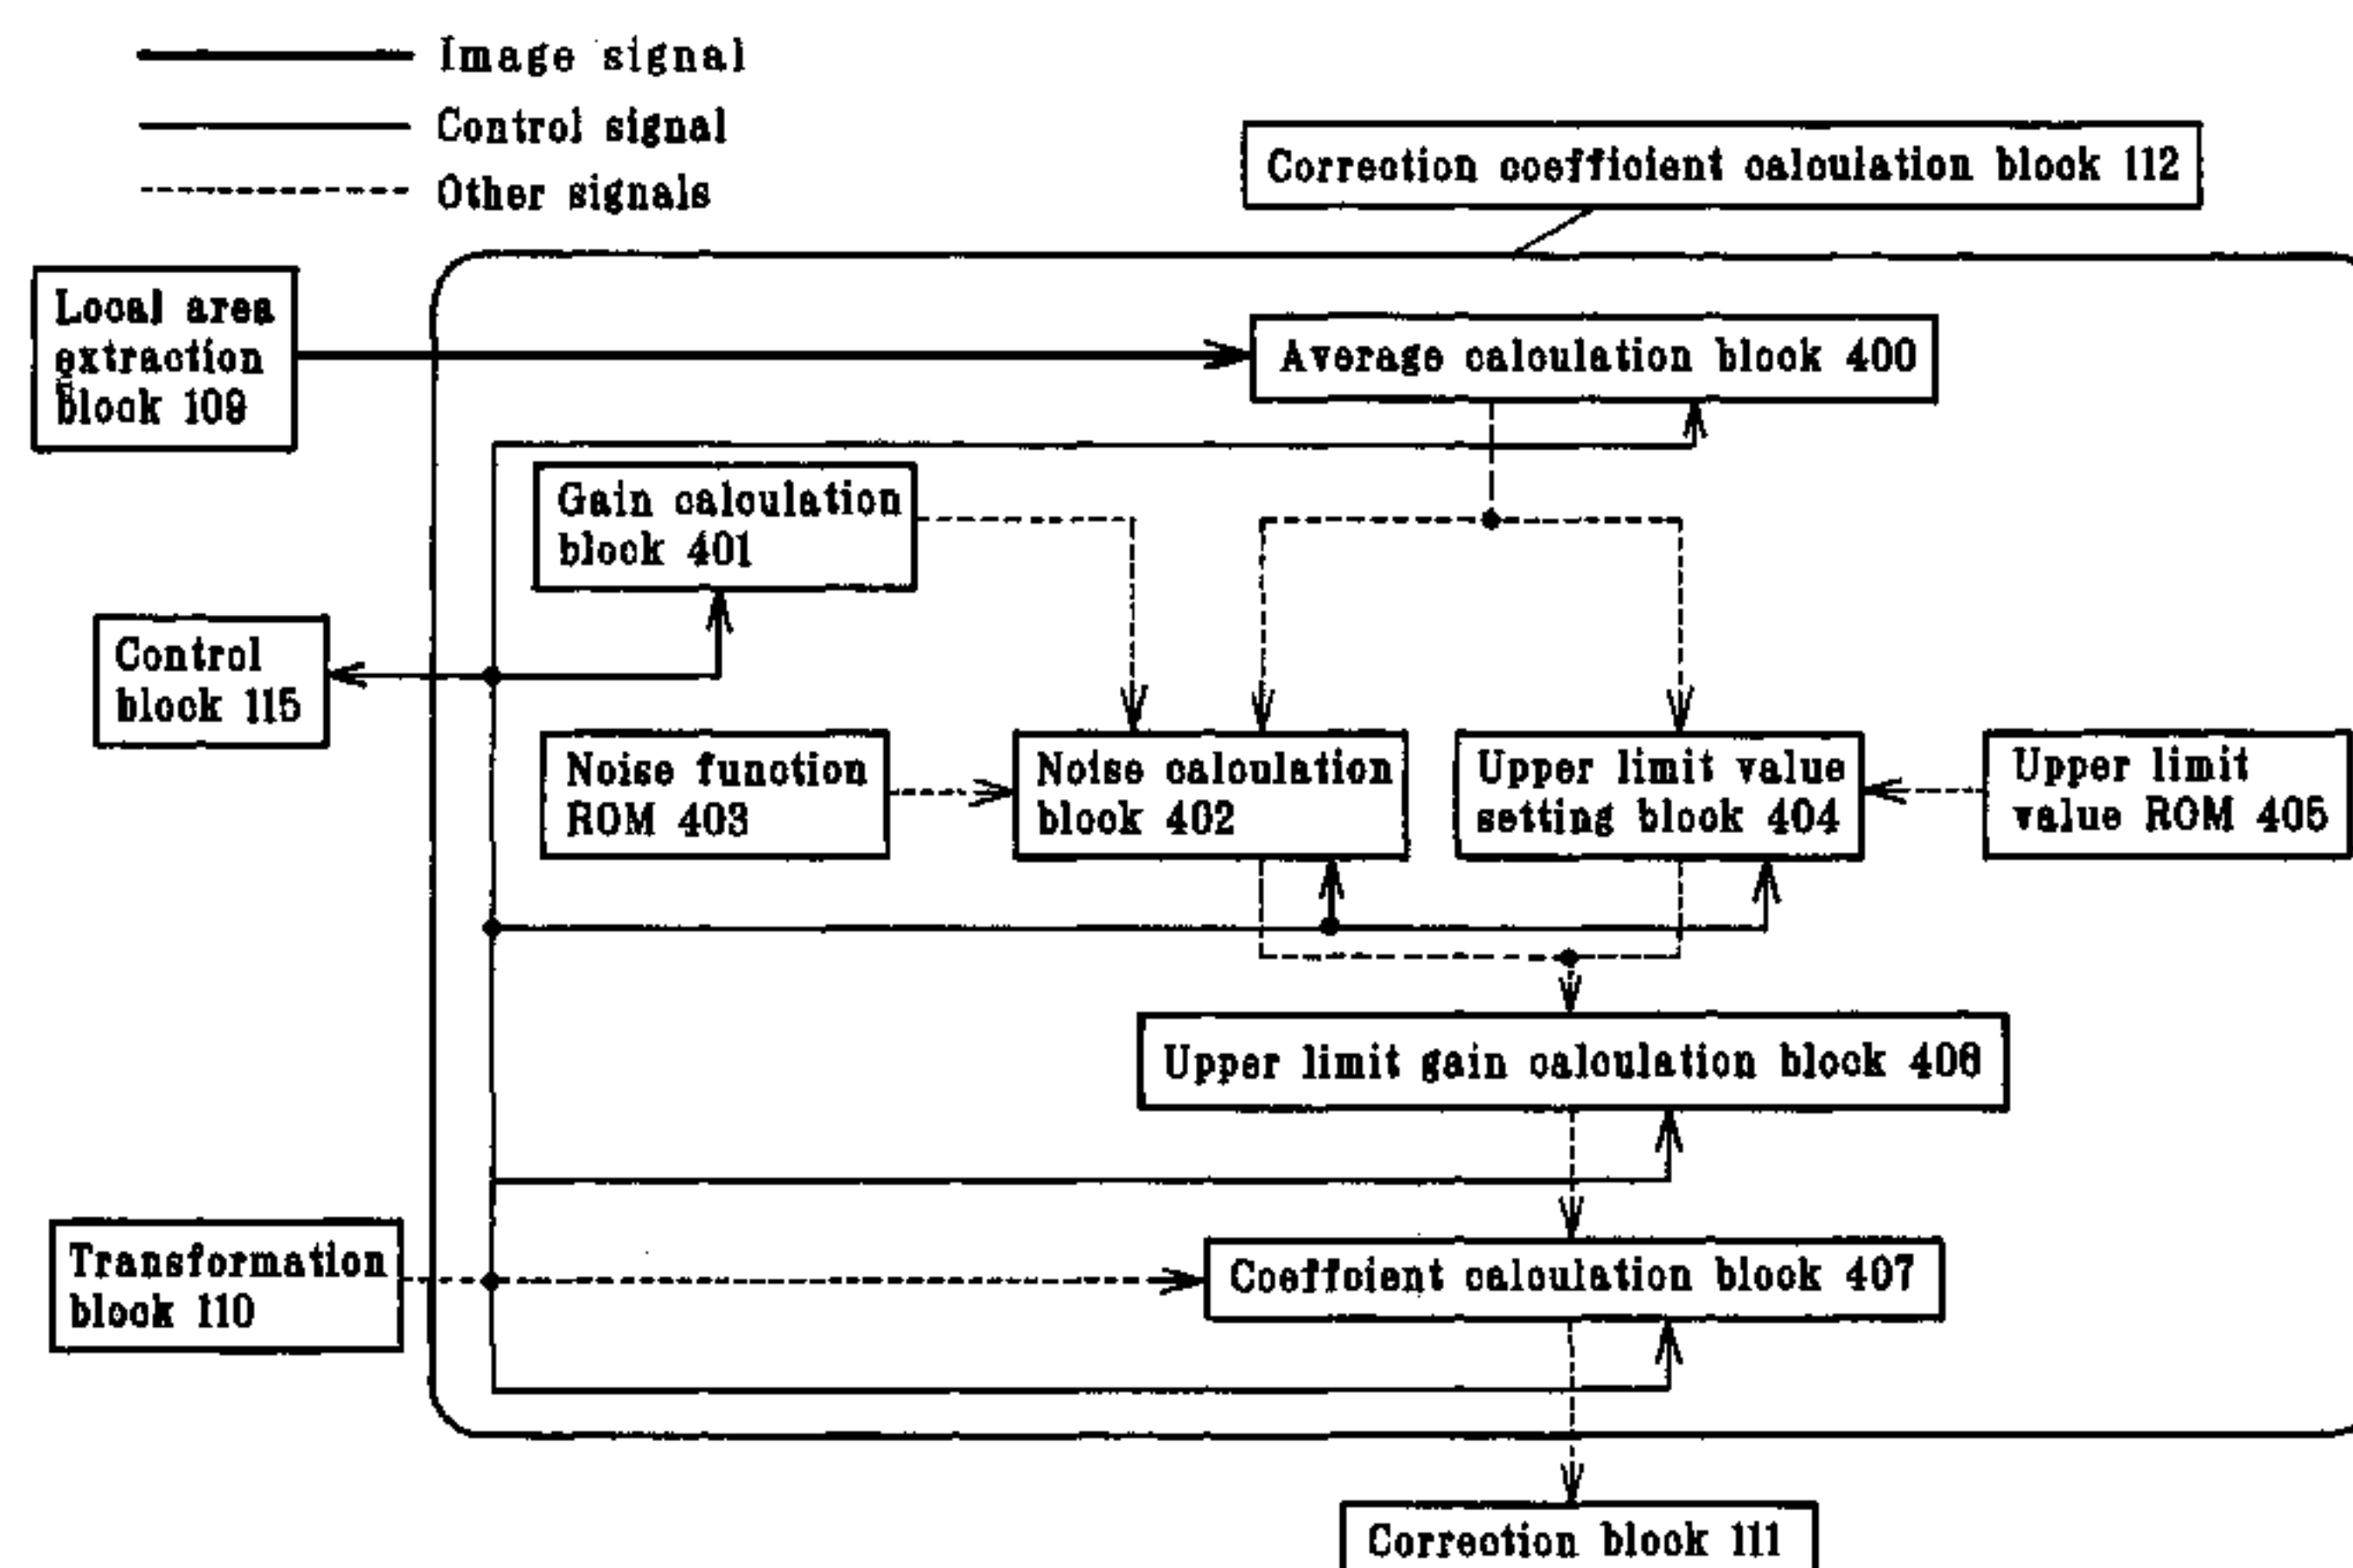 Image signal
Control signal
Other signals
Correction coefficient calculation block 112
Local area
extraction
block 109
Average calculation block 400
Gain calculation
block 401
Control
block 115
Noise function
ROM 403
Noise calculation
block 402
Upper limit value
setting block 404
Upper limit
value ROM 405
Upper limit gain calculation block 406
Transformation
block 110
Coeffcient calculation block 407
Correction block 111